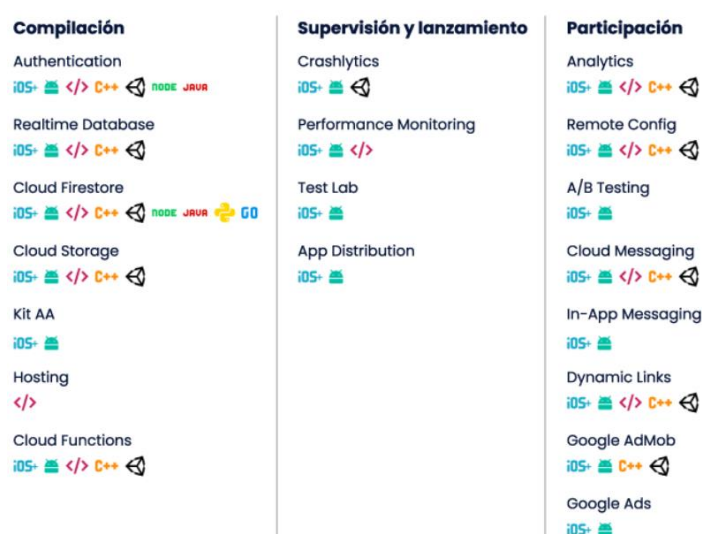 Compilación
Authentication
iOS+ </> C++ NODE JAVA
Realtime Database
iOS+ </> C++
Cloud Firestore
iOS+ </> C++ NODE JAVA GO
Cloud Storage
iOS+ </> C++
Kit AA
iOS+
Hosting
</>
Cloud Functions
iOS+ </> C++
Supervisión y lanzamiento
Crashlytics
iOS+
Performance Monitoring
iOS+ </>
Test Lab
iOS+
App Distribution
iOS+
Participación
Analytics
iOS+ </> C++
Remote Config
iOS+ </> C++
A/B Testing
iOS+
Cloud Messaging
iOS+ </> C++
In-App Messaging
iOS+
Dynamic Links
iOS+ </> C++
Google AdMob
iOS+ C++
Google Ads
iOS+